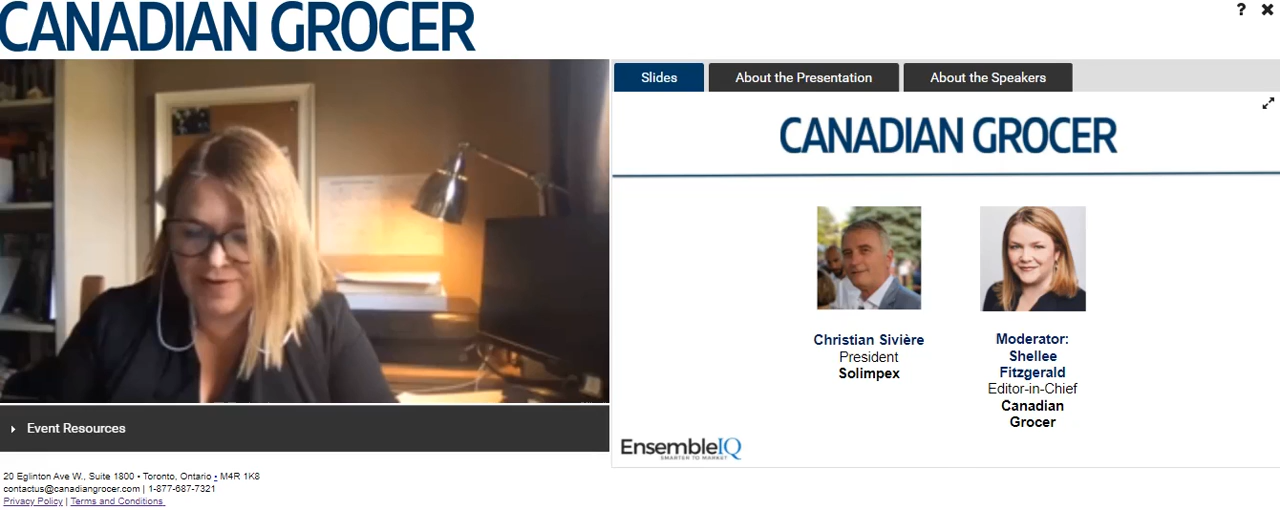 CANADIAN GROCER
?
Slides
About the Presentation
About the Speakers
CANADIAN GROCER
Christian Sivière
President
Solimpex
Moderator:
Shellee
Fitzgerald
Editor-in-Chief
Canadian
Grocer
EnsembleIQ
SMARTER TO MARKET
Event Resources
20 Eglinton Ave W., Suite 1800 • Toronto, Ontario • M4R 1K8
contactus@canadiangrocer.com | 1-877-687-7321
Privacy Policy | Terms and Conditions